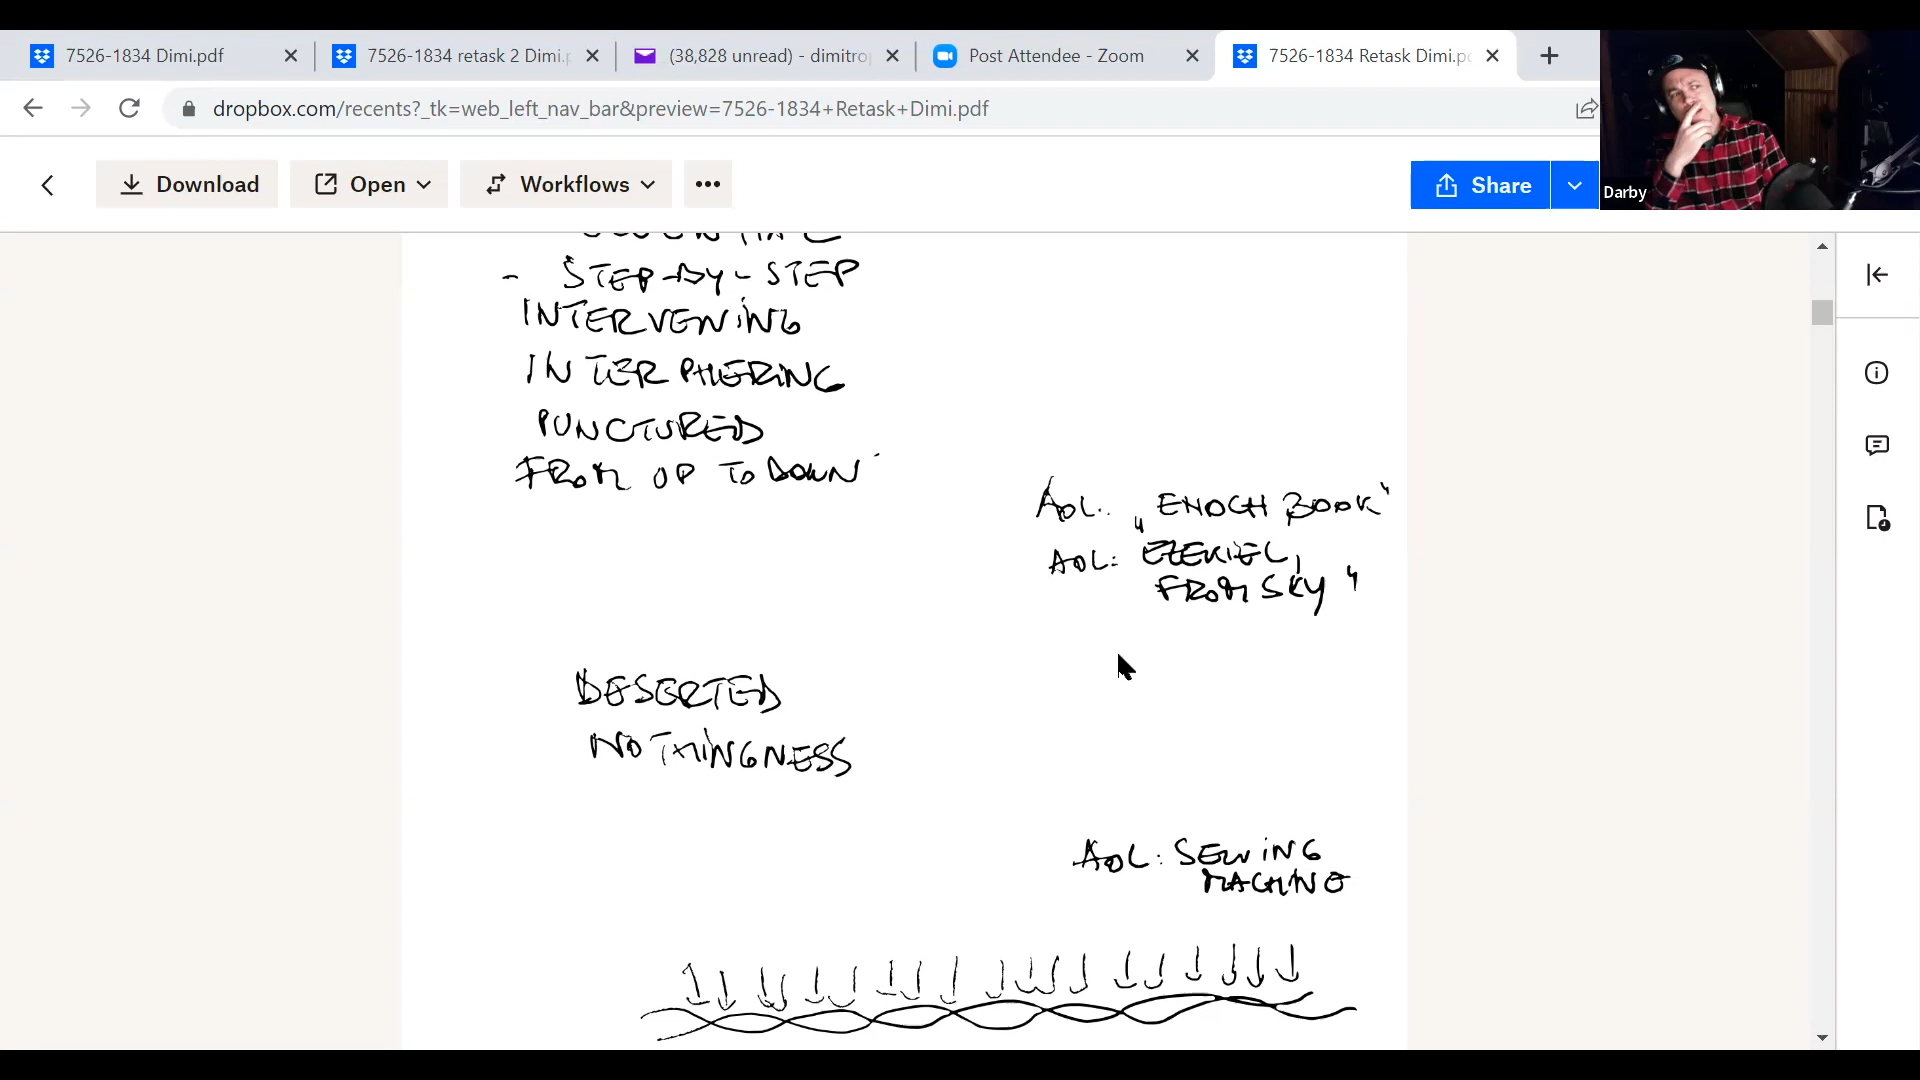 7526-1834 Dimi.pdf
7526-1834 retask 2 Dimi.p
(38,828 unread) - dimitrop
Post Attendee - Zoom
7526-1834 Retask Dimi.pd
dropbox.com/recents?_tk=web_left_nav_bar&preview=7526-1834+Retask+Dimi.pdf
Download
Open
Workflows
Share
Darby
- STEP-BY-STEP
INTERVENING
INTERPHERING
PUNCTURED
FROM UP TO DOWN
AOL: „ENOCH BOOK"
AOL: EZEKIEL,
FROM SKY"
DESERTED
NOTHINGNESS
AOL: SEWING
MACHINE